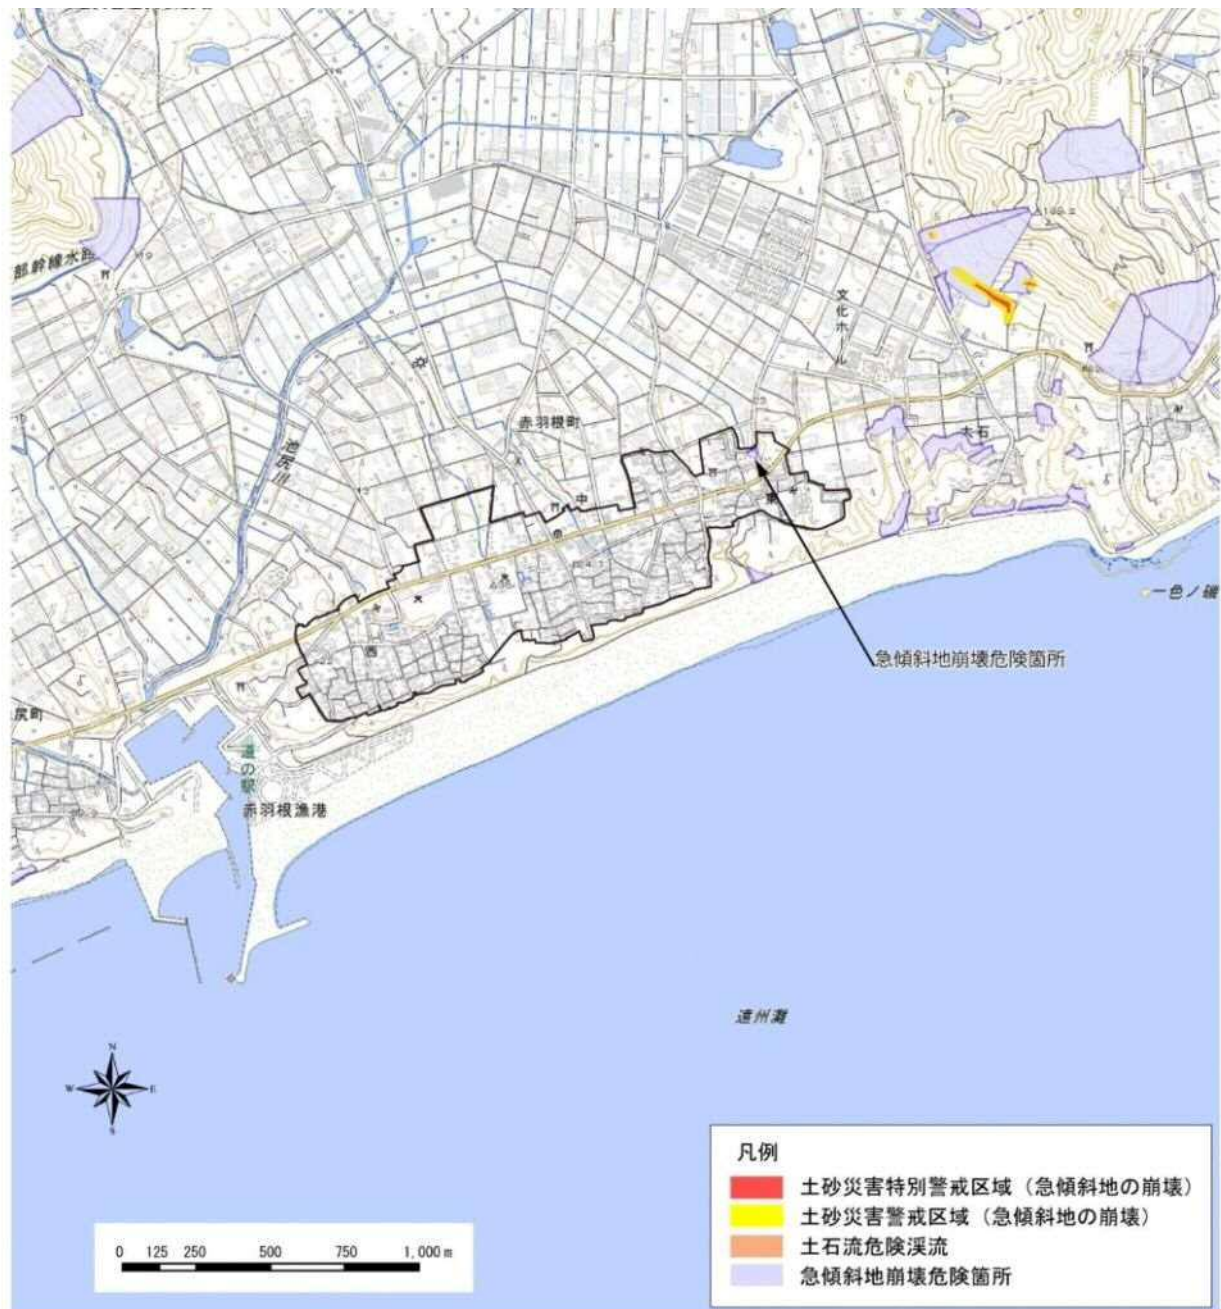 部幹線水路
文化ホール
赤羽根町
大石
池尻川
中
東
一色ノ磯
西
急傾斜地崩壊危険箇所
尻町
道の駅
赤羽根漁港
遠州灘
N
W
E
S
凡例
土砂災害特別警戒区域（急傾斜地の崩壊）
土砂災害警戒区域（急傾斜地の崩壊）
土石流危険渓流
急傾斜地崩壊危険箇所
0 125 250 500 750 1,000 m